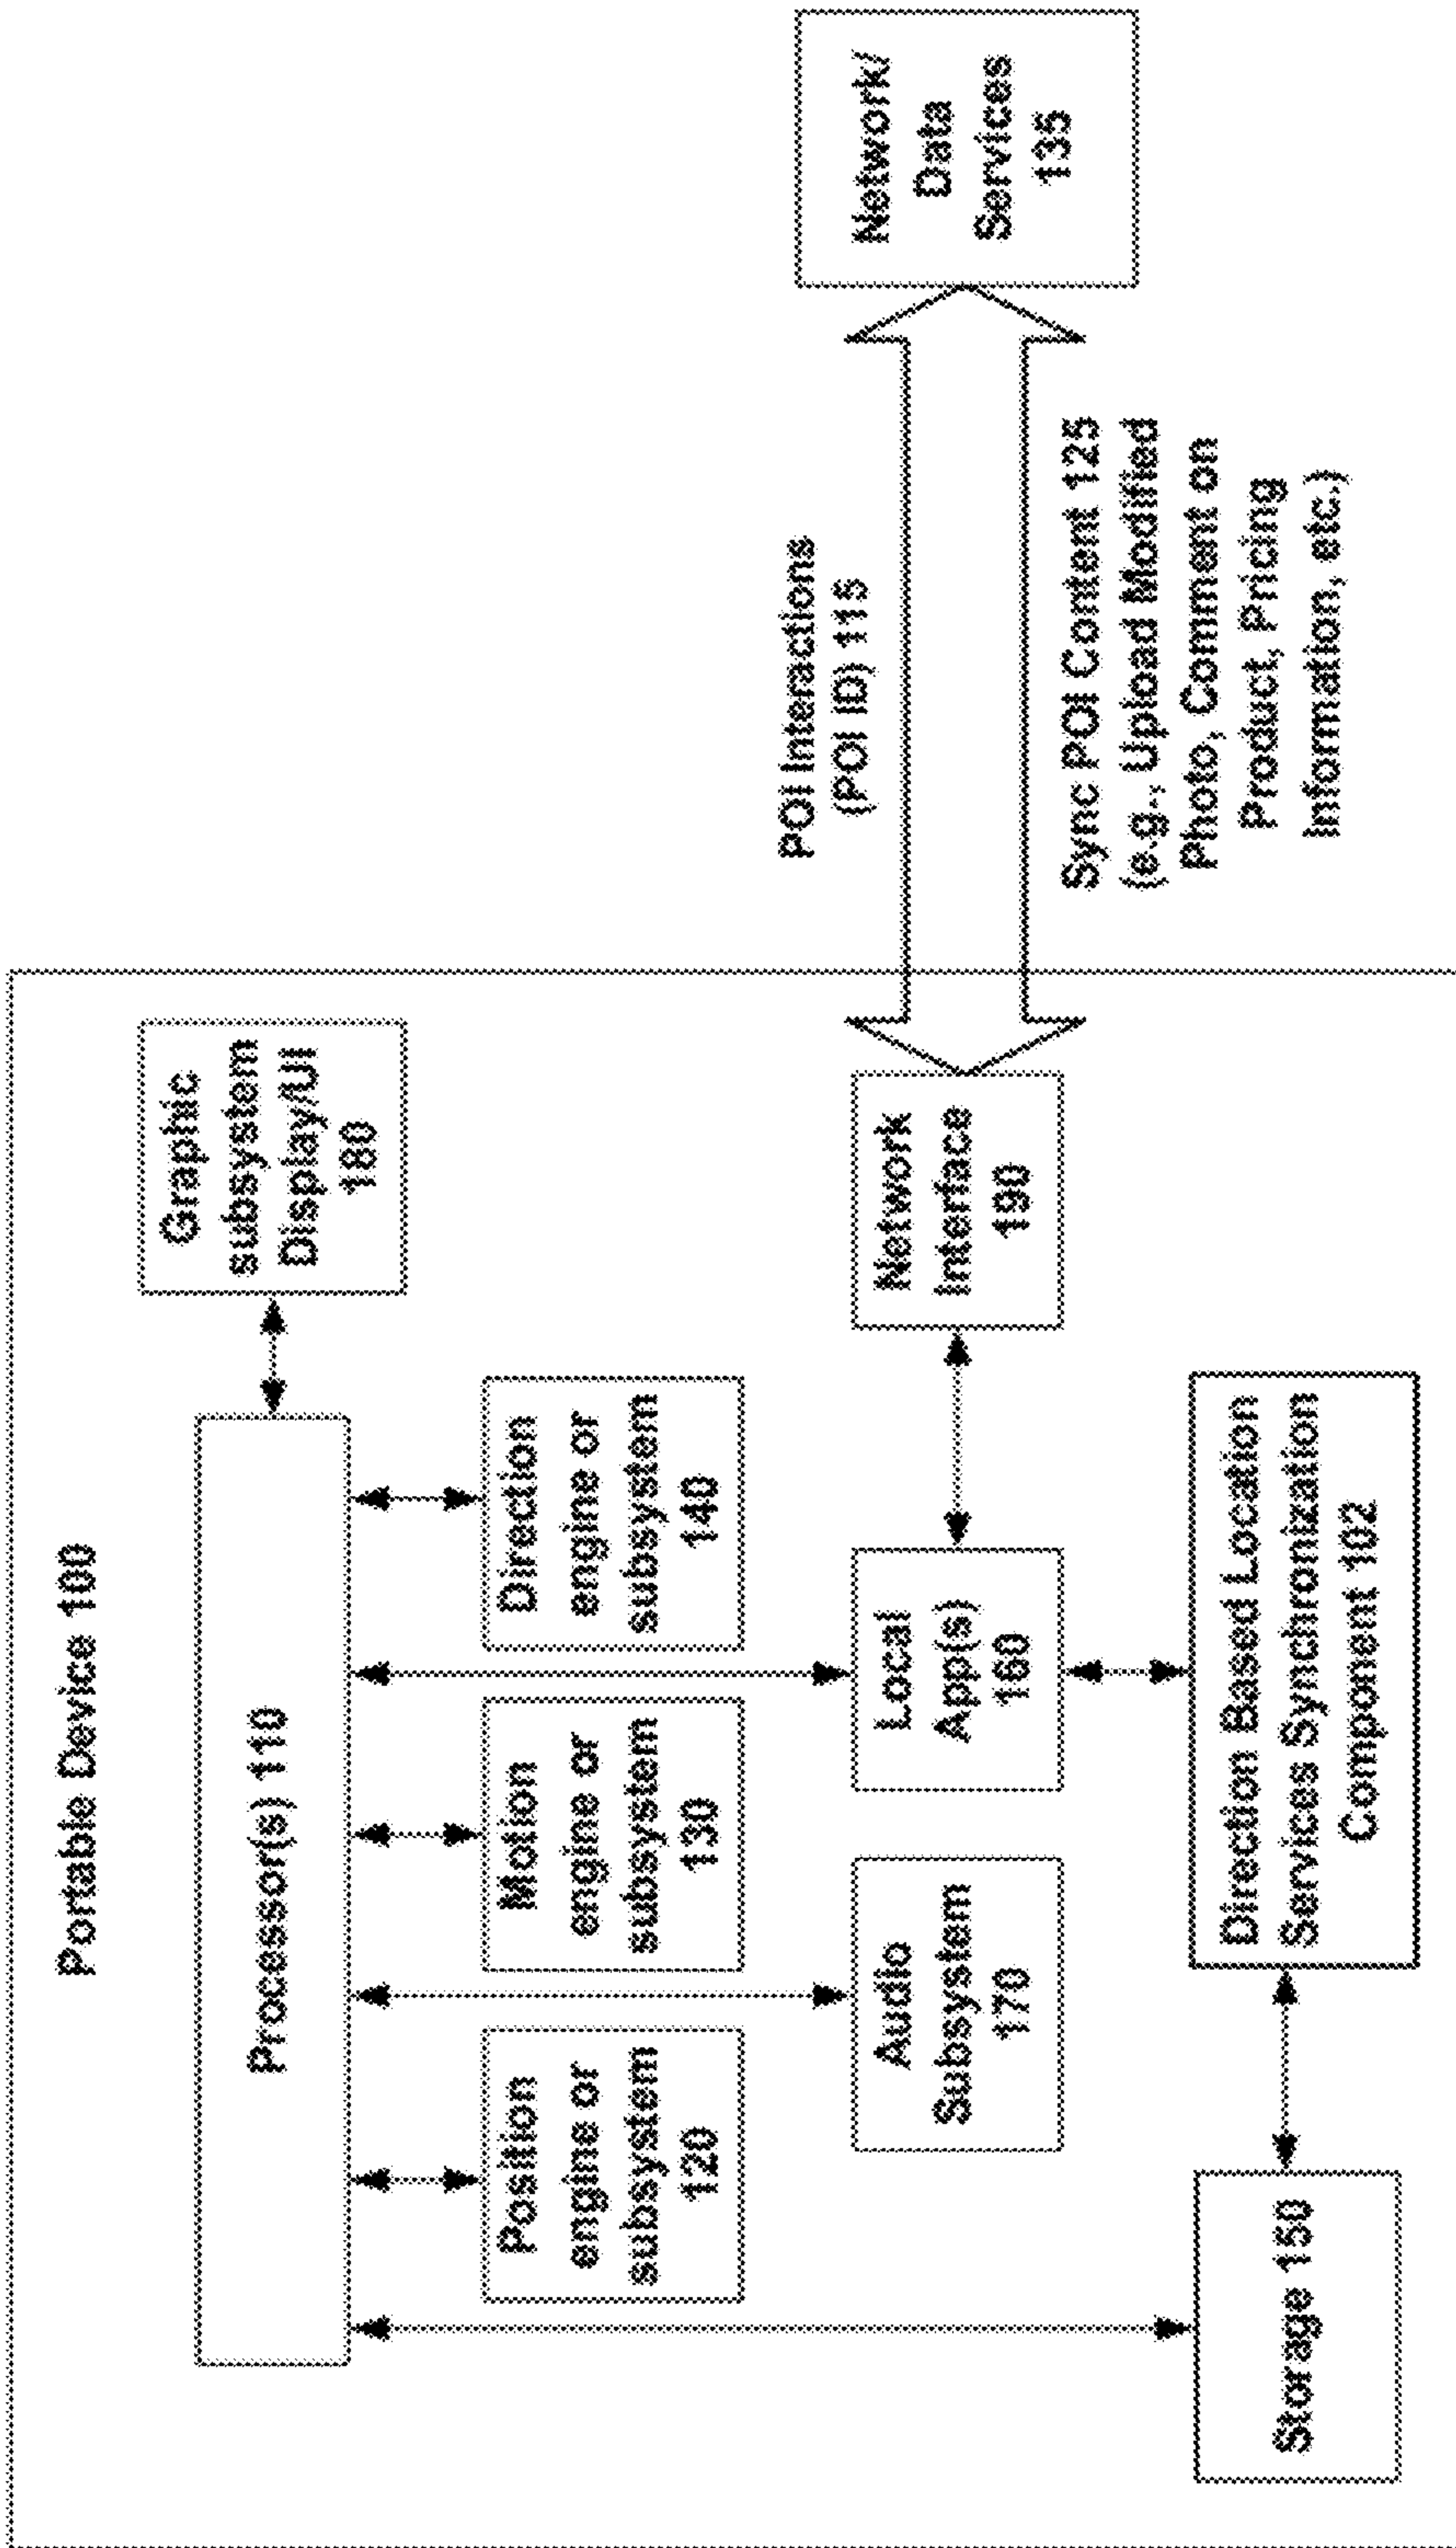 Portable Device 100
Processor(s) 110
Graphic
subsystem
Display/UI
180
Position
engine or
subsystem
120
Motion
engine or
subsystem
130
Direction
engine or
subsystem
140
Audio
Subsystem
170
Local
App(s)
160
Network
Interface
190
Storage 150
Direction Based Location
Services Synchronization
Component 102
POI Interactions
(POI ID) 115
Sync POI Content 125
(e.g., Upload Modified
Photo, Comment on
Product, Pricing
Information, etc.)
Network/
Data
Services
135